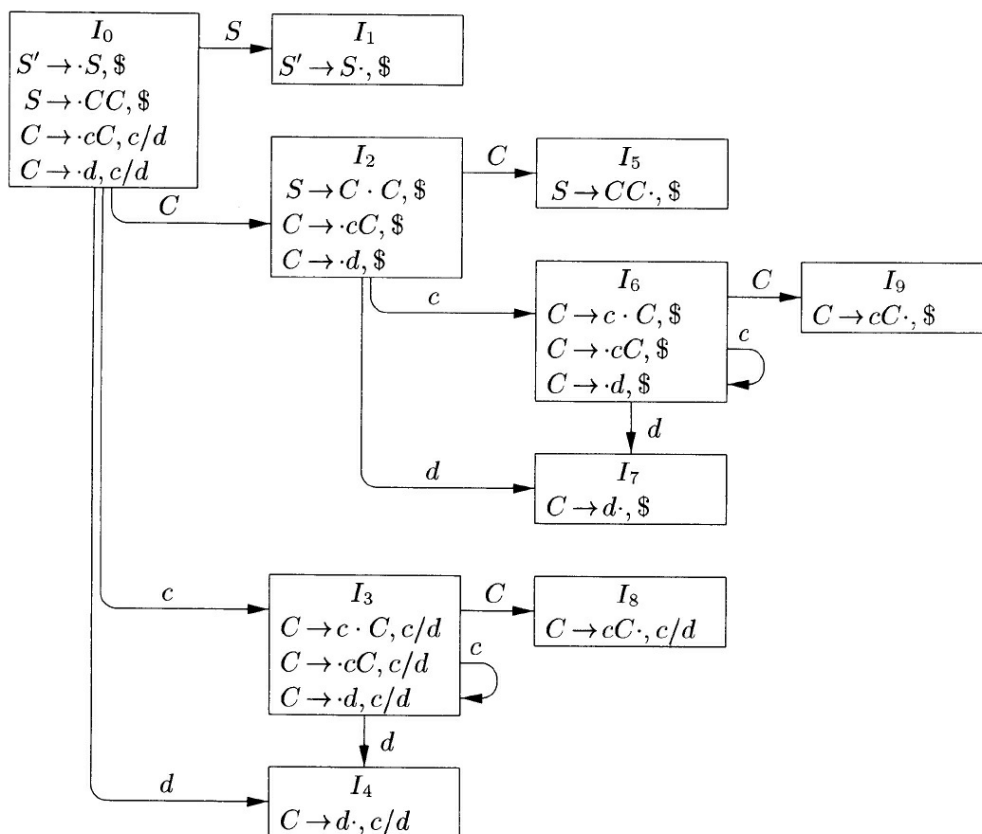 I₀
S' → ·S, $
S → ·CC, $
C → ·cC, c/d
C → ·d, c/d
S
I₁
S' → S·, $
C
I₂
S → C · C, $
C → ·cC, $
C → ·d, $
C
I₅
S → CC·, $
c
I₆
C → c · C, $
C → ·cC, $
C → ·d, $
C
I₉
C → cC·, $
c
d
d
I₇
C → d·, $
c
I₃
C → c · C, c/d
C → ·cC, c/d
C → ·d, c/d
C
I₈
C → cC·, c/d
c
d
d
I₄
C → d·, c/d